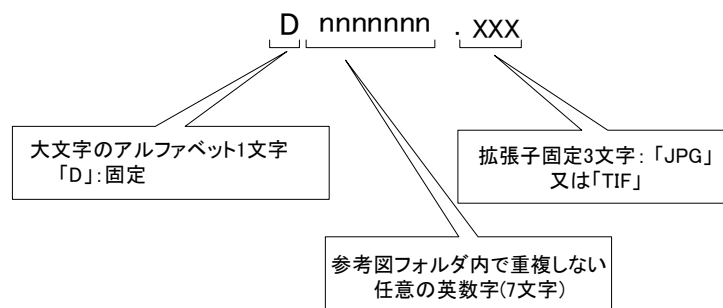 D nnnnnnn . XXX
大文字のアルファベット1文字
「D」：固定
拡張子固定3文字：「JPG」
又は「TIF」
参考図フォルダ内で重複しない
任意の英数字(7文字)